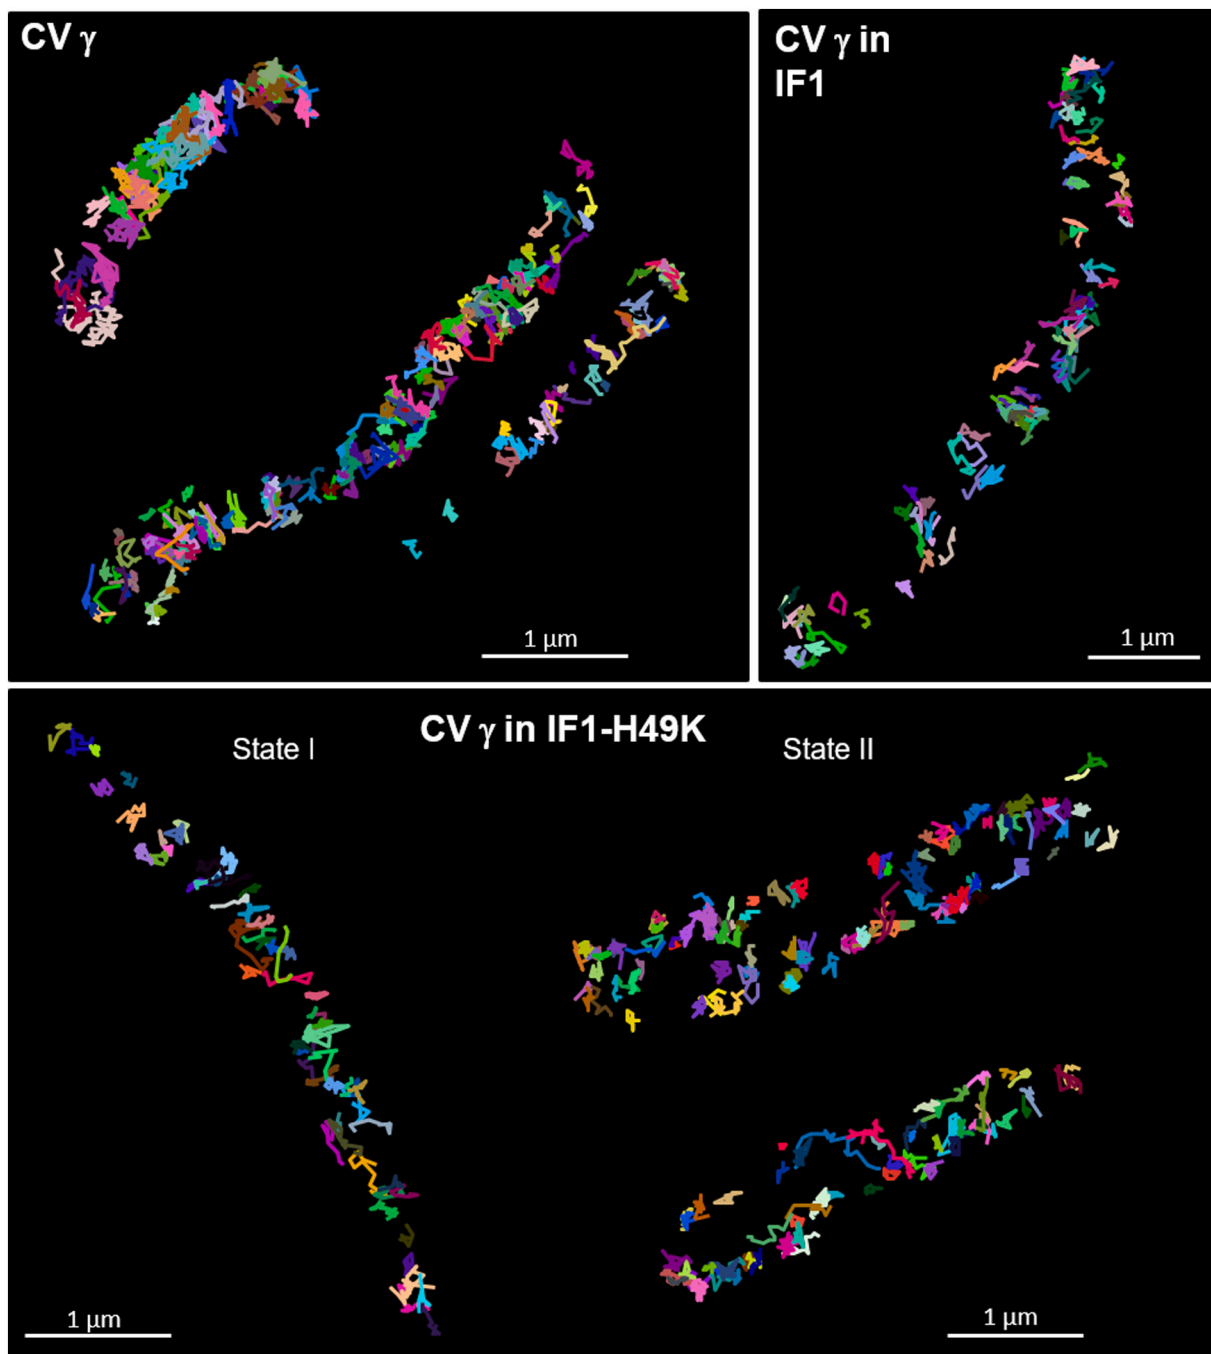 CV γ
1 μm
CV γ in
IF1
1 μm
CV γ in IF1-H49K
State I
State II
1 μm
1 μm